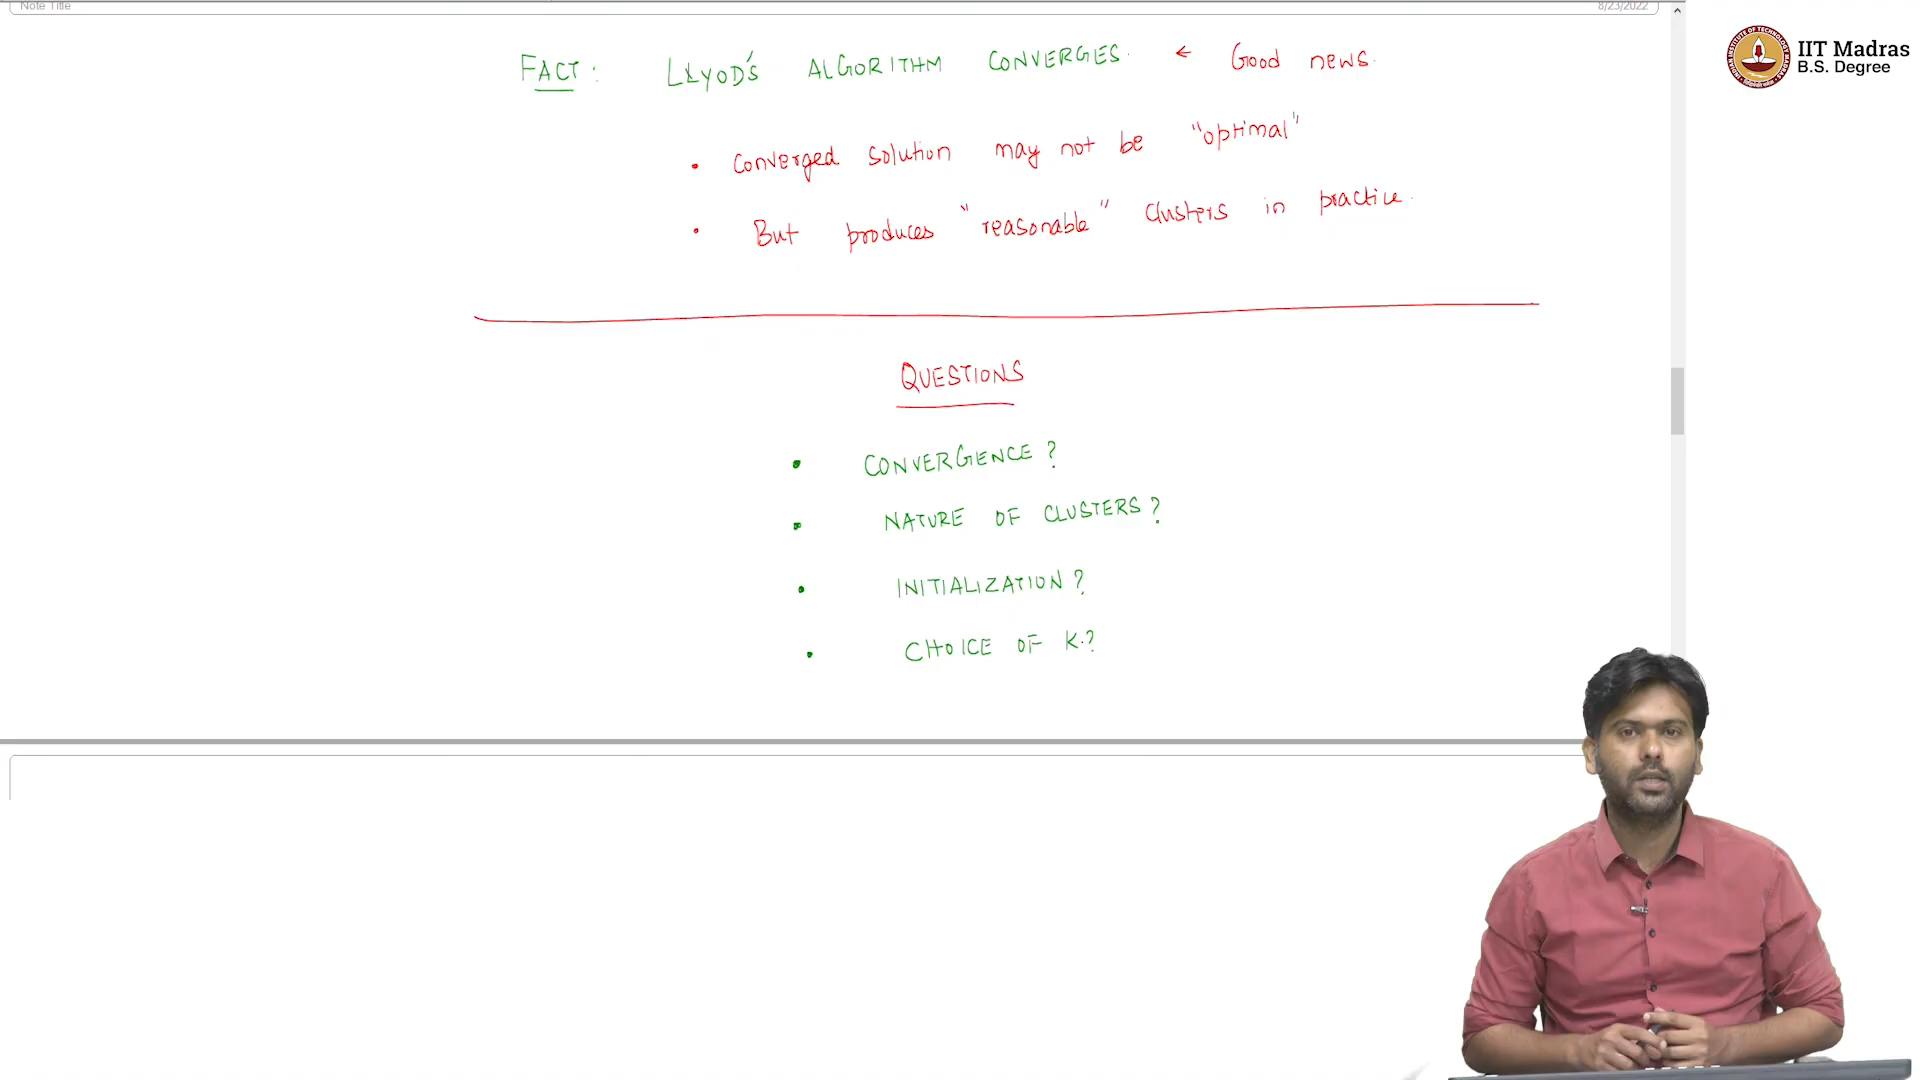 Note Title
8/23/2022
IIT Madras
B.S. Degree
FACT: LLYOD'S ALGORITHM CONVERGES. ← Good news.
• Converged solution may not be "optimal"
• But produces "reasonable" clusters in practice.
QUESTIONS
• CONVERGENCE?
• NATURE OF CLUSTERS?
• INITIALIZATION?
• CHOICE OF K?